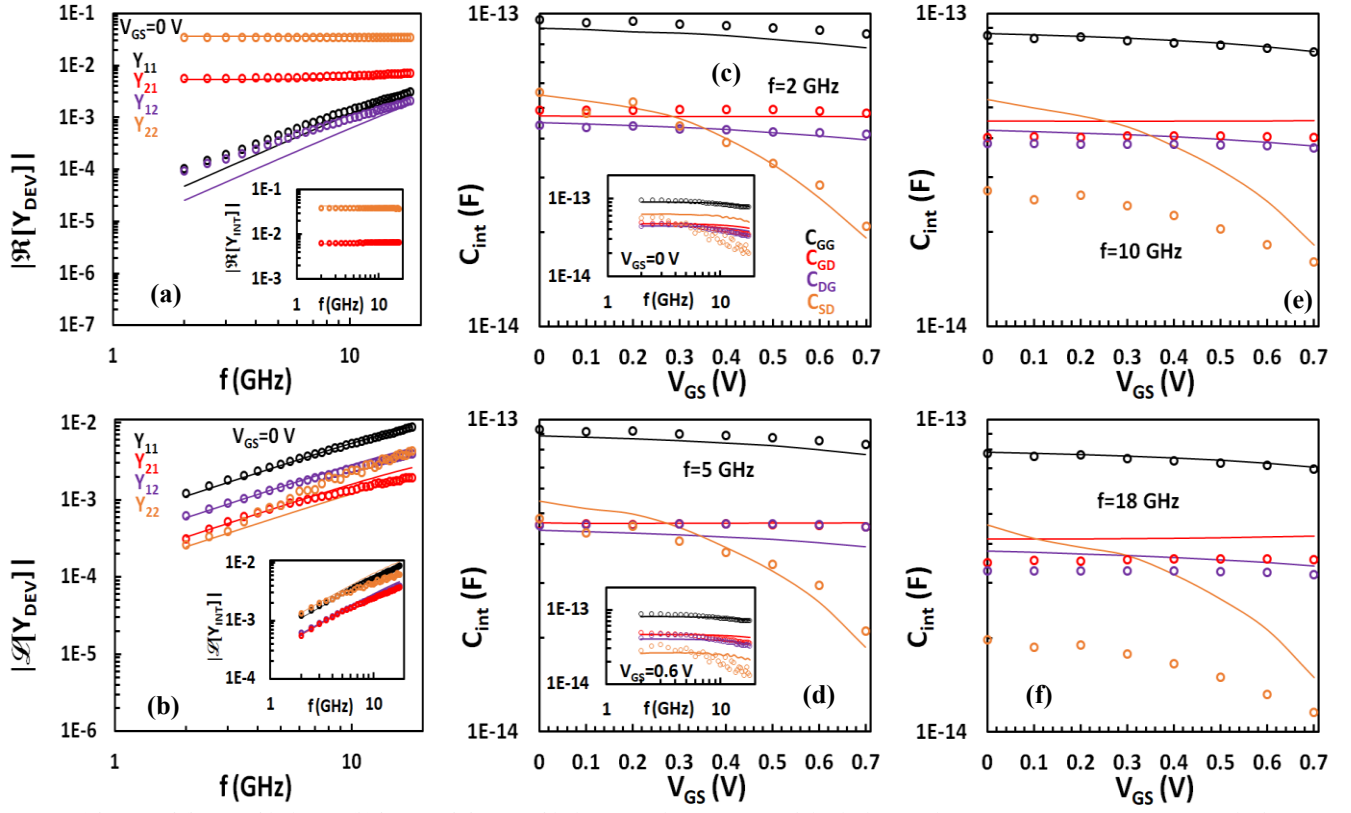 1E-1
1E-2
1E-3
1E-4
1E-5
1E-6
1E-7
|ℜ[Y_DEV]|
V_GS=0 V
Y_11
Y_21
Y_12
Y_22
(a)
|ℜ[Y_INT]|
1E-1
1E-2
1E-3
1 f (GHz) 10
1 10
f (GHz)
1E-13
1E-14
C_int (F)
(c)
f=2 GHz
1E-13
1E-14
V_GS=0 V
1 f (GHz) 10
C_GG
C_GD
C_DG
C_SD
0 0.1 0.2 0.3 0.4 0.5 0.6 0.7
V_GS (V)
1E-13
1E-14
C_int (F)
f=10 GHz
(e)
0 0.1 0.2 0.3 0.4 0.5 0.6 0.7
V_GS (V)
1E-2
1E-3
1E-4
1E-5
1E-6
|ℒ[Y_DEV]|
Y_11
Y_21
Y_12
Y_22
V_GS=0 V
(b)
|ℒ[Y_INT]|
1E-2
1E-3
1E-4
1 10
f (GHz)
1 10
f (GHz)
1E-13
1E-14
C_int (F)
f=5 GHz
1E-13
1E-14
V_GS=0.6 V
1 f (GHz) 10
(d)
0 0.1 0.2 0.3 0.4 0.5 0.6 0.7
V_GS (V)
1E-13
1E-14
C_int (F)
f=18 GHz
(f)
0 0.1 0.2 0.3 0.4 0.5 0.6 0.7
V_GS (V)